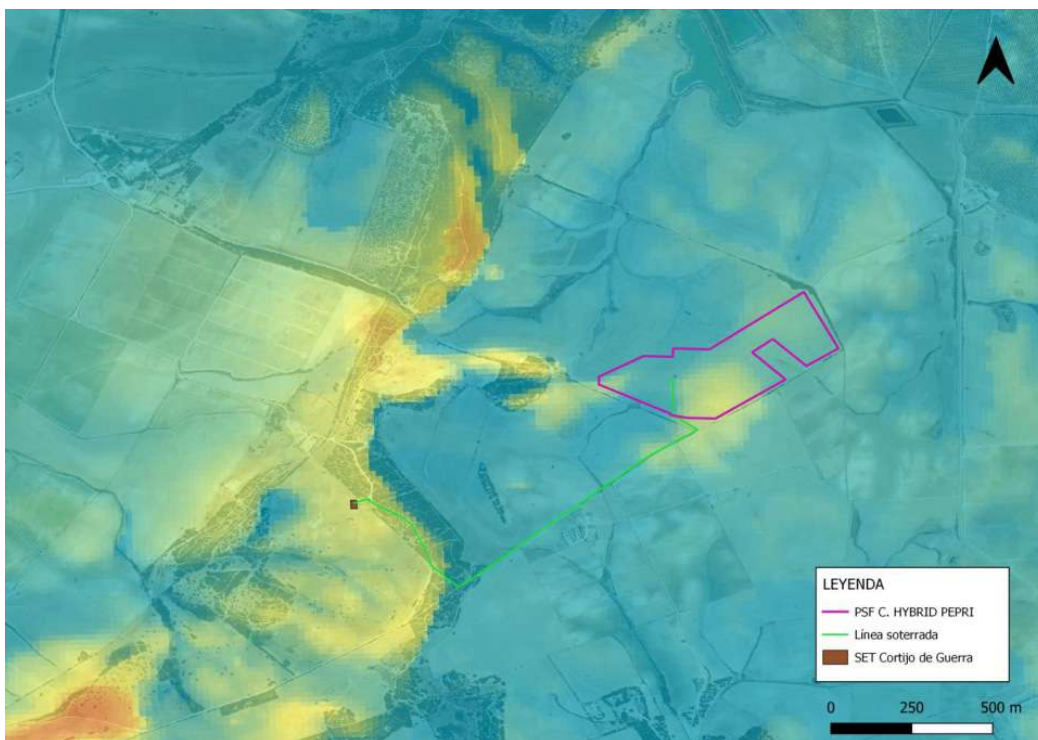 LEYENDA
PSF C. HYBRID PEPRI
Línea soterrada
SET Cortijo de Guerra
0 250 500 m